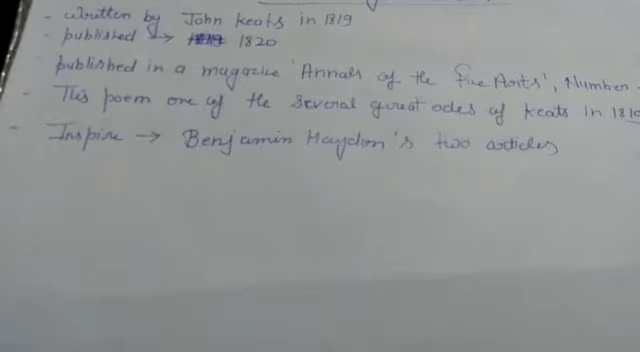 - written by John Keats in 1819
- published → 1820
published in a magazine 'Annals of the Fine Arts', Number
- This poem one of the several great odes of Keats in 1819
- Inspire → Benjamin Haydon's two articles